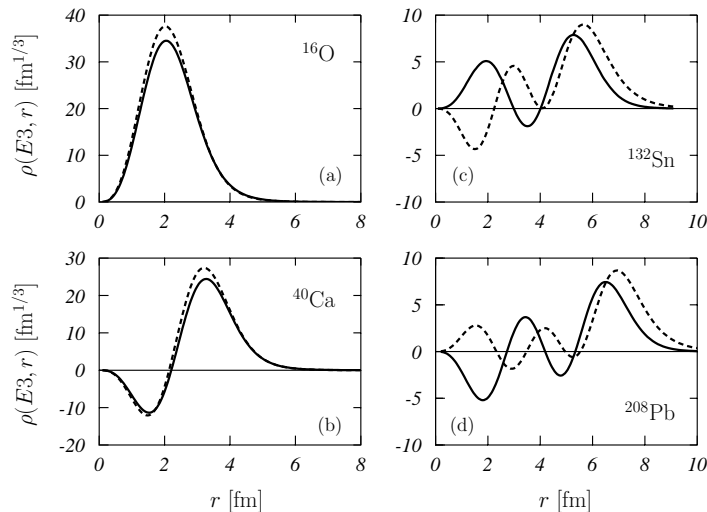 ρ(E3, r) [fm^{1/3}]
40
30
20
10
0
0 2 4 6 8
^{16}O
(a)
10
5
0
-5
-10
0 2 4 6 8 10
(c)
^{132}Sn
ρ(E3, r) [fm^{1/3}]
30
20
10
0
-10
-20
0 2 4 6 8
^{40}Ca
(b)
r [fm]
10
5
0
-5
-10
0 2 4 6 8 10
^{208}Pb
(d)
r [fm]